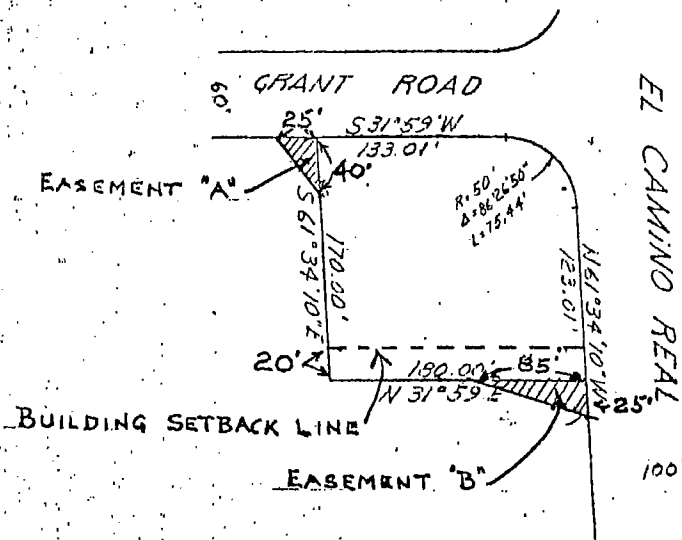 GRANT ROAD
60'
25'
S 31°59'W
133.01'
EASEMENT "A"
40'
R= 50'
Δ= 86°26'50"
L= 75.44'
EL CAMINO REAL
S 61°34'10"E
170.00'
N 61°34'10"W
123.01'
20'
180.00'
85'
N 31°59'E
25'
BUILDING SETBACK LINE
EASEMENT "B"
100'